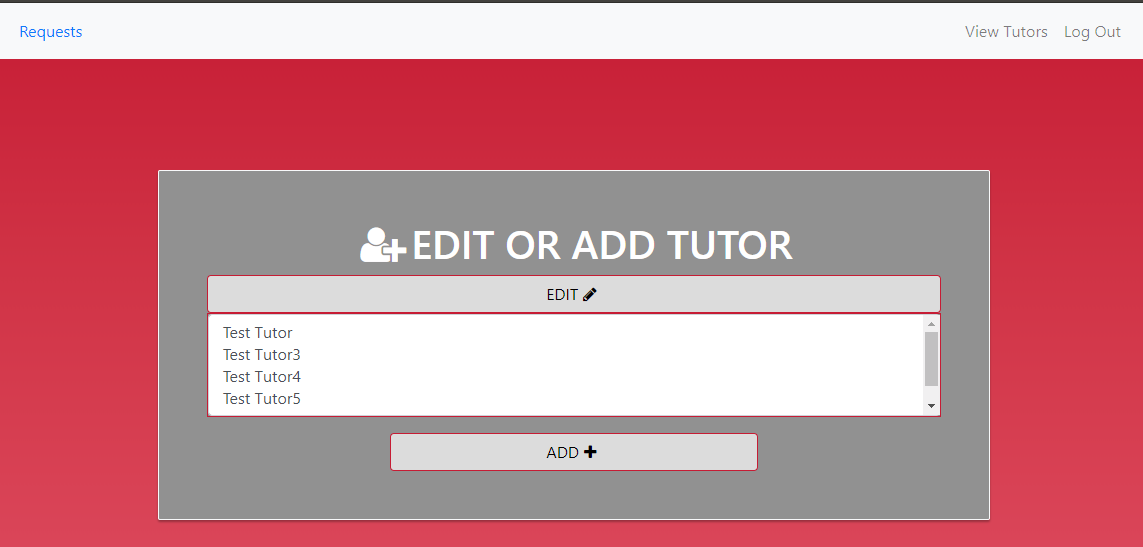 Requests
View Tutors
Log Out
EDIT OR ADD TUTOR
EDIT
Test Tutor
Test Tutor3
Test Tutor4
Test Tutor5
ADD